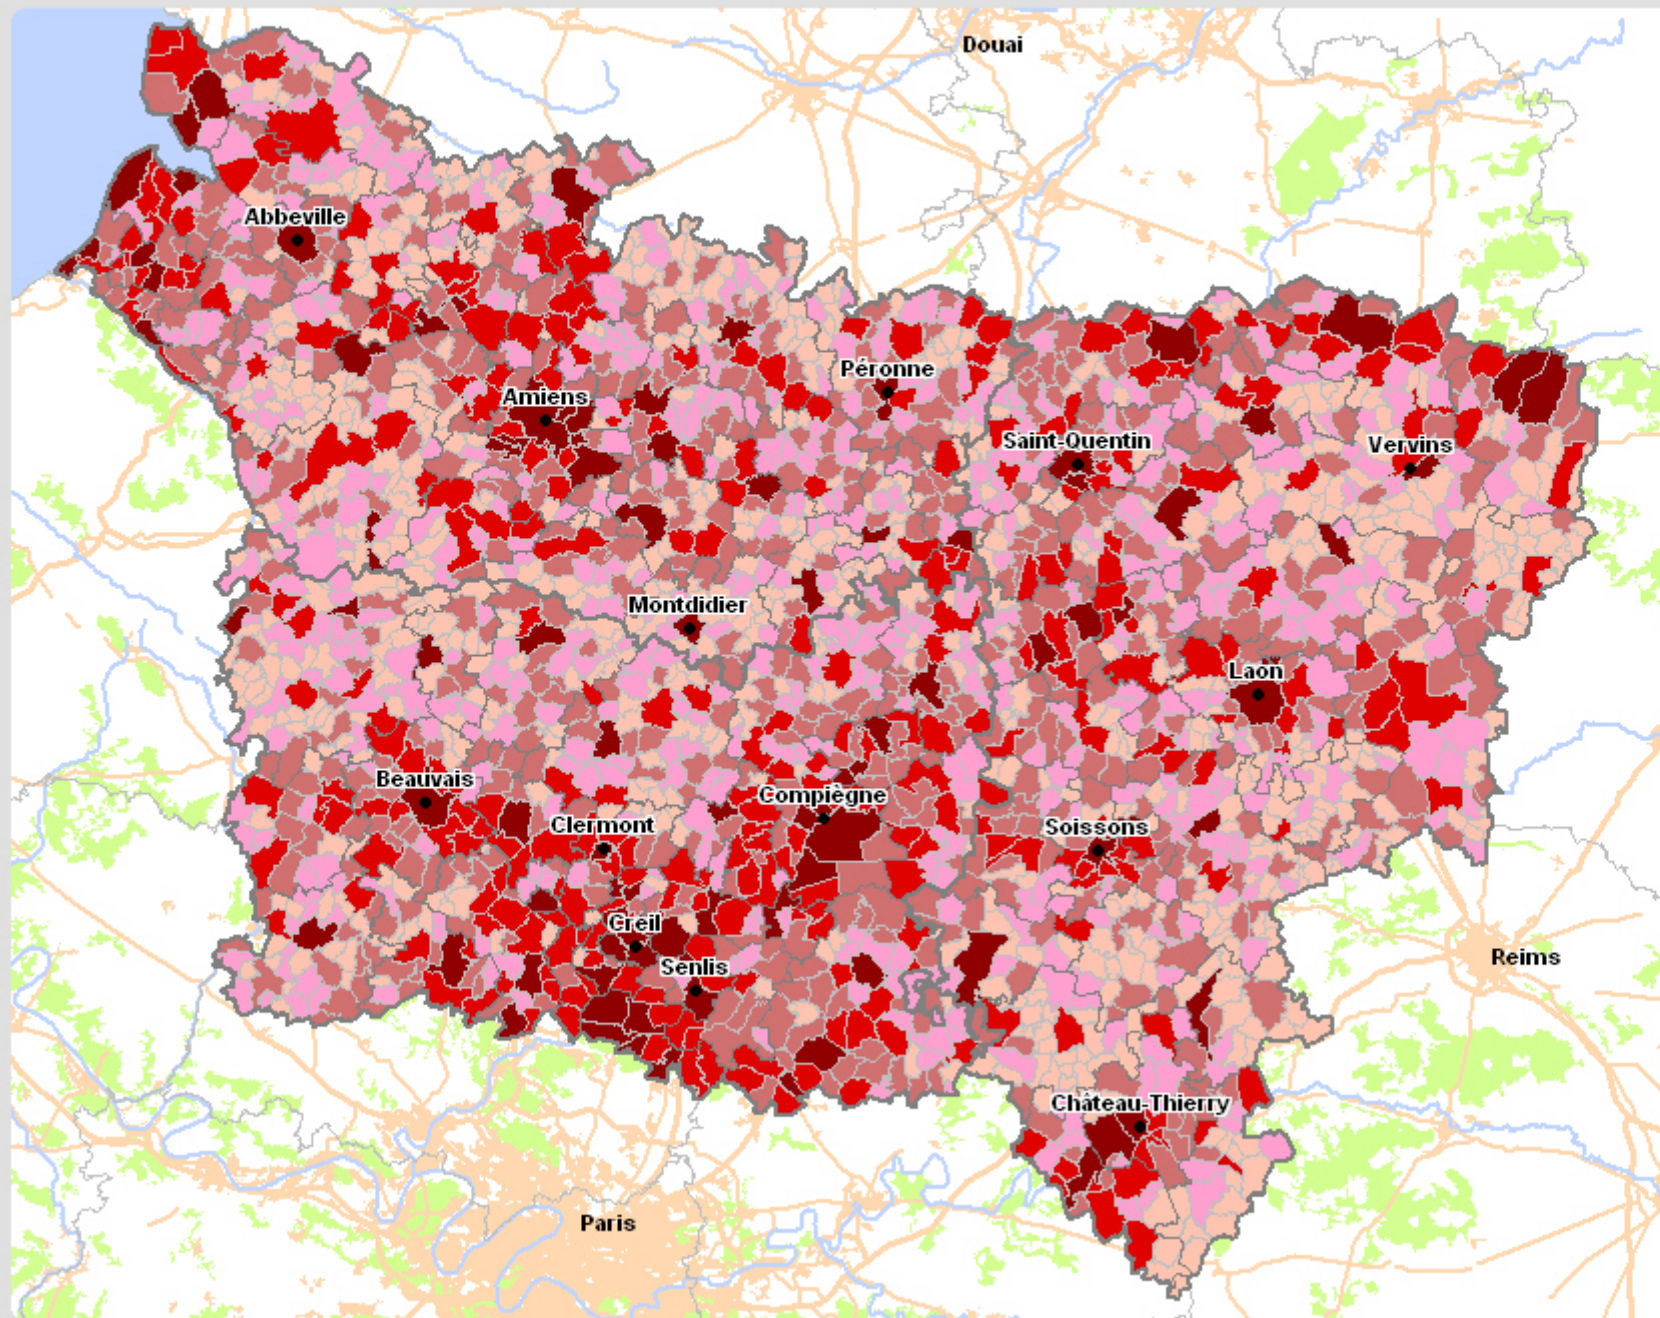 Douai
Abbeville
Péronne
Amiens
Saint-Quentin
Vervins
Montdidier
Laon
Beauvais
Compiègne
Clermont
Soissons
Creil
Senlis
Reims
Château-Thierry
Paris